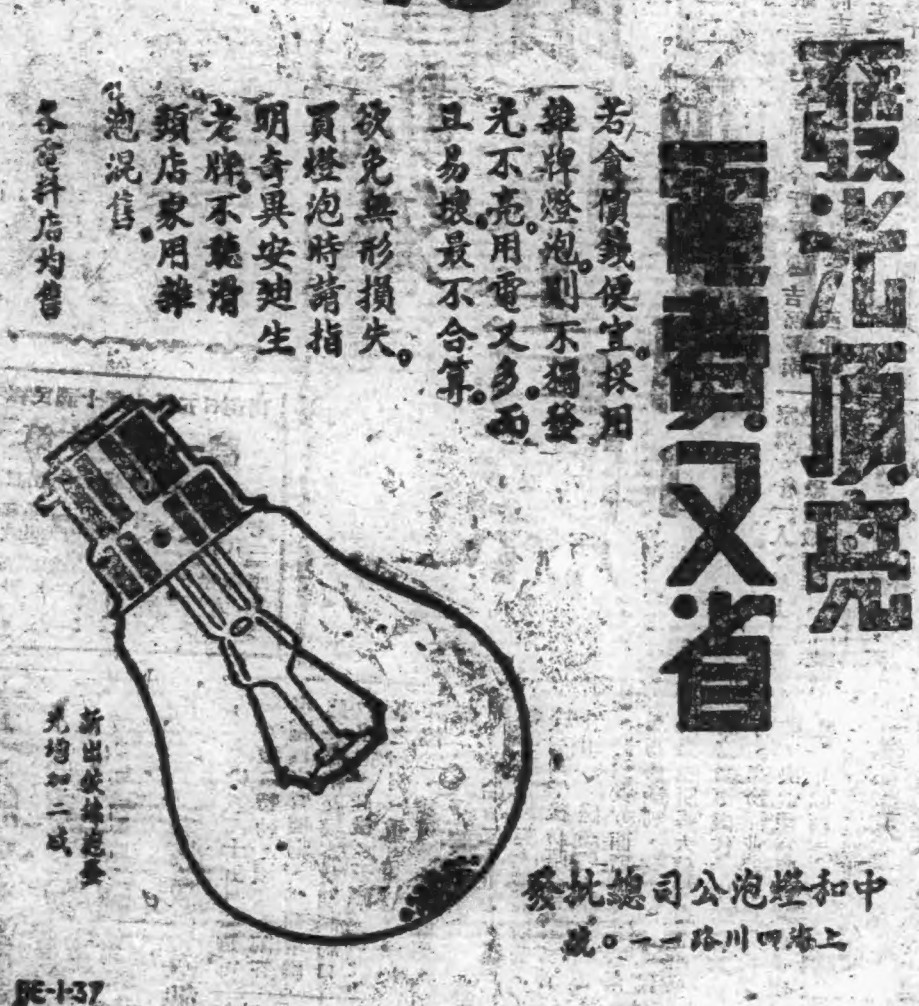 發光頂亮
電費又省
若貪價錢便宜。採用
雜牌燈泡。則不獨發
光不亮。用電又多。而
且易壞。最不合算。
欲免無形損失。
買燈泡時請指
明奇異安廸生
老牌。不聽滑
頭店家用雜
泡混售。
各電料店均售
新出
光均加二成
中和燈泡公司總批發
上海四川路一一〇號
BE-1-37